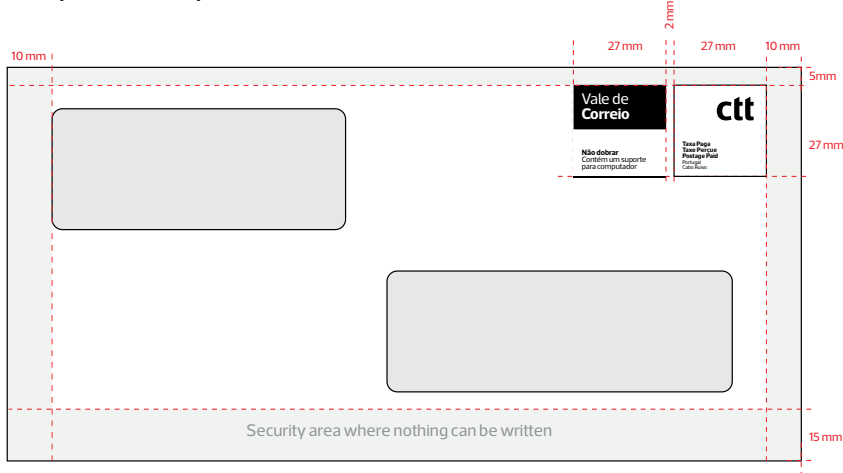 2 mm
10 mm
27 mm
27 mm
10 mm
5mm
Vale de
Correio
ctt
Não dobrar
Contém um suporte
para computador
Taxa Paga
Taxe Perçue
Postage Paid
Portugal
Cabo Ruivo
27 mm
Security area where nothing can be written
15 mm